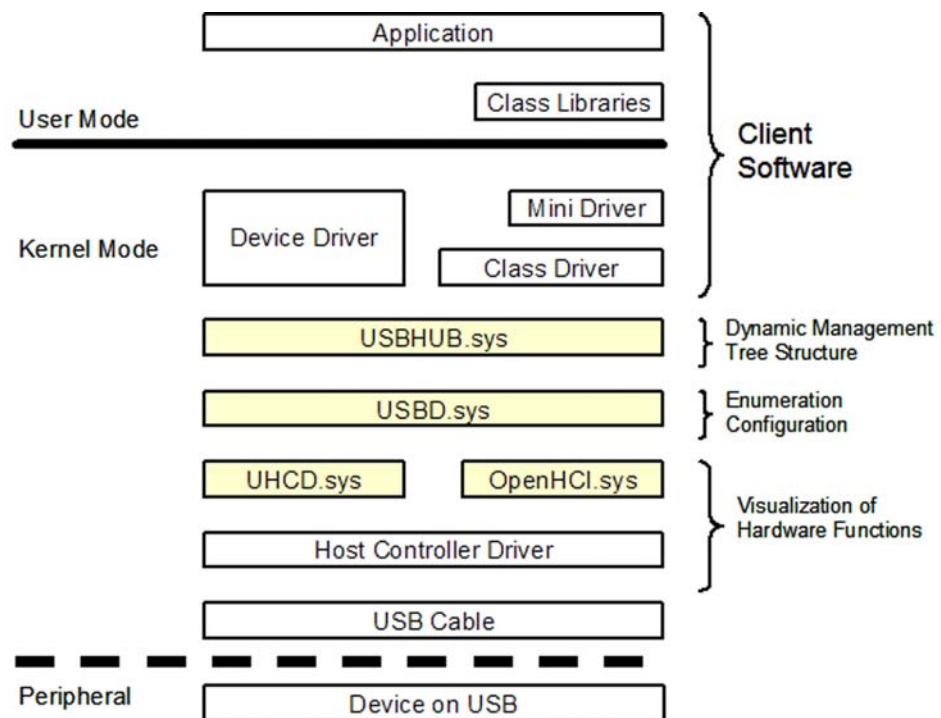 Application
Class Libraries
User Mode
Client
Software
Mini Driver
Device Driver
Kernel Mode
Class Driver
USBHUB.sys
Dynamic Management
Tree Structure
USBD.sys
Enumeration
Configuration
UHCD.sys
OpenHCI.sys
Visualization of
Hardware Functions
Host Controller Driver
USB Cable
Peripheral
Device on USB